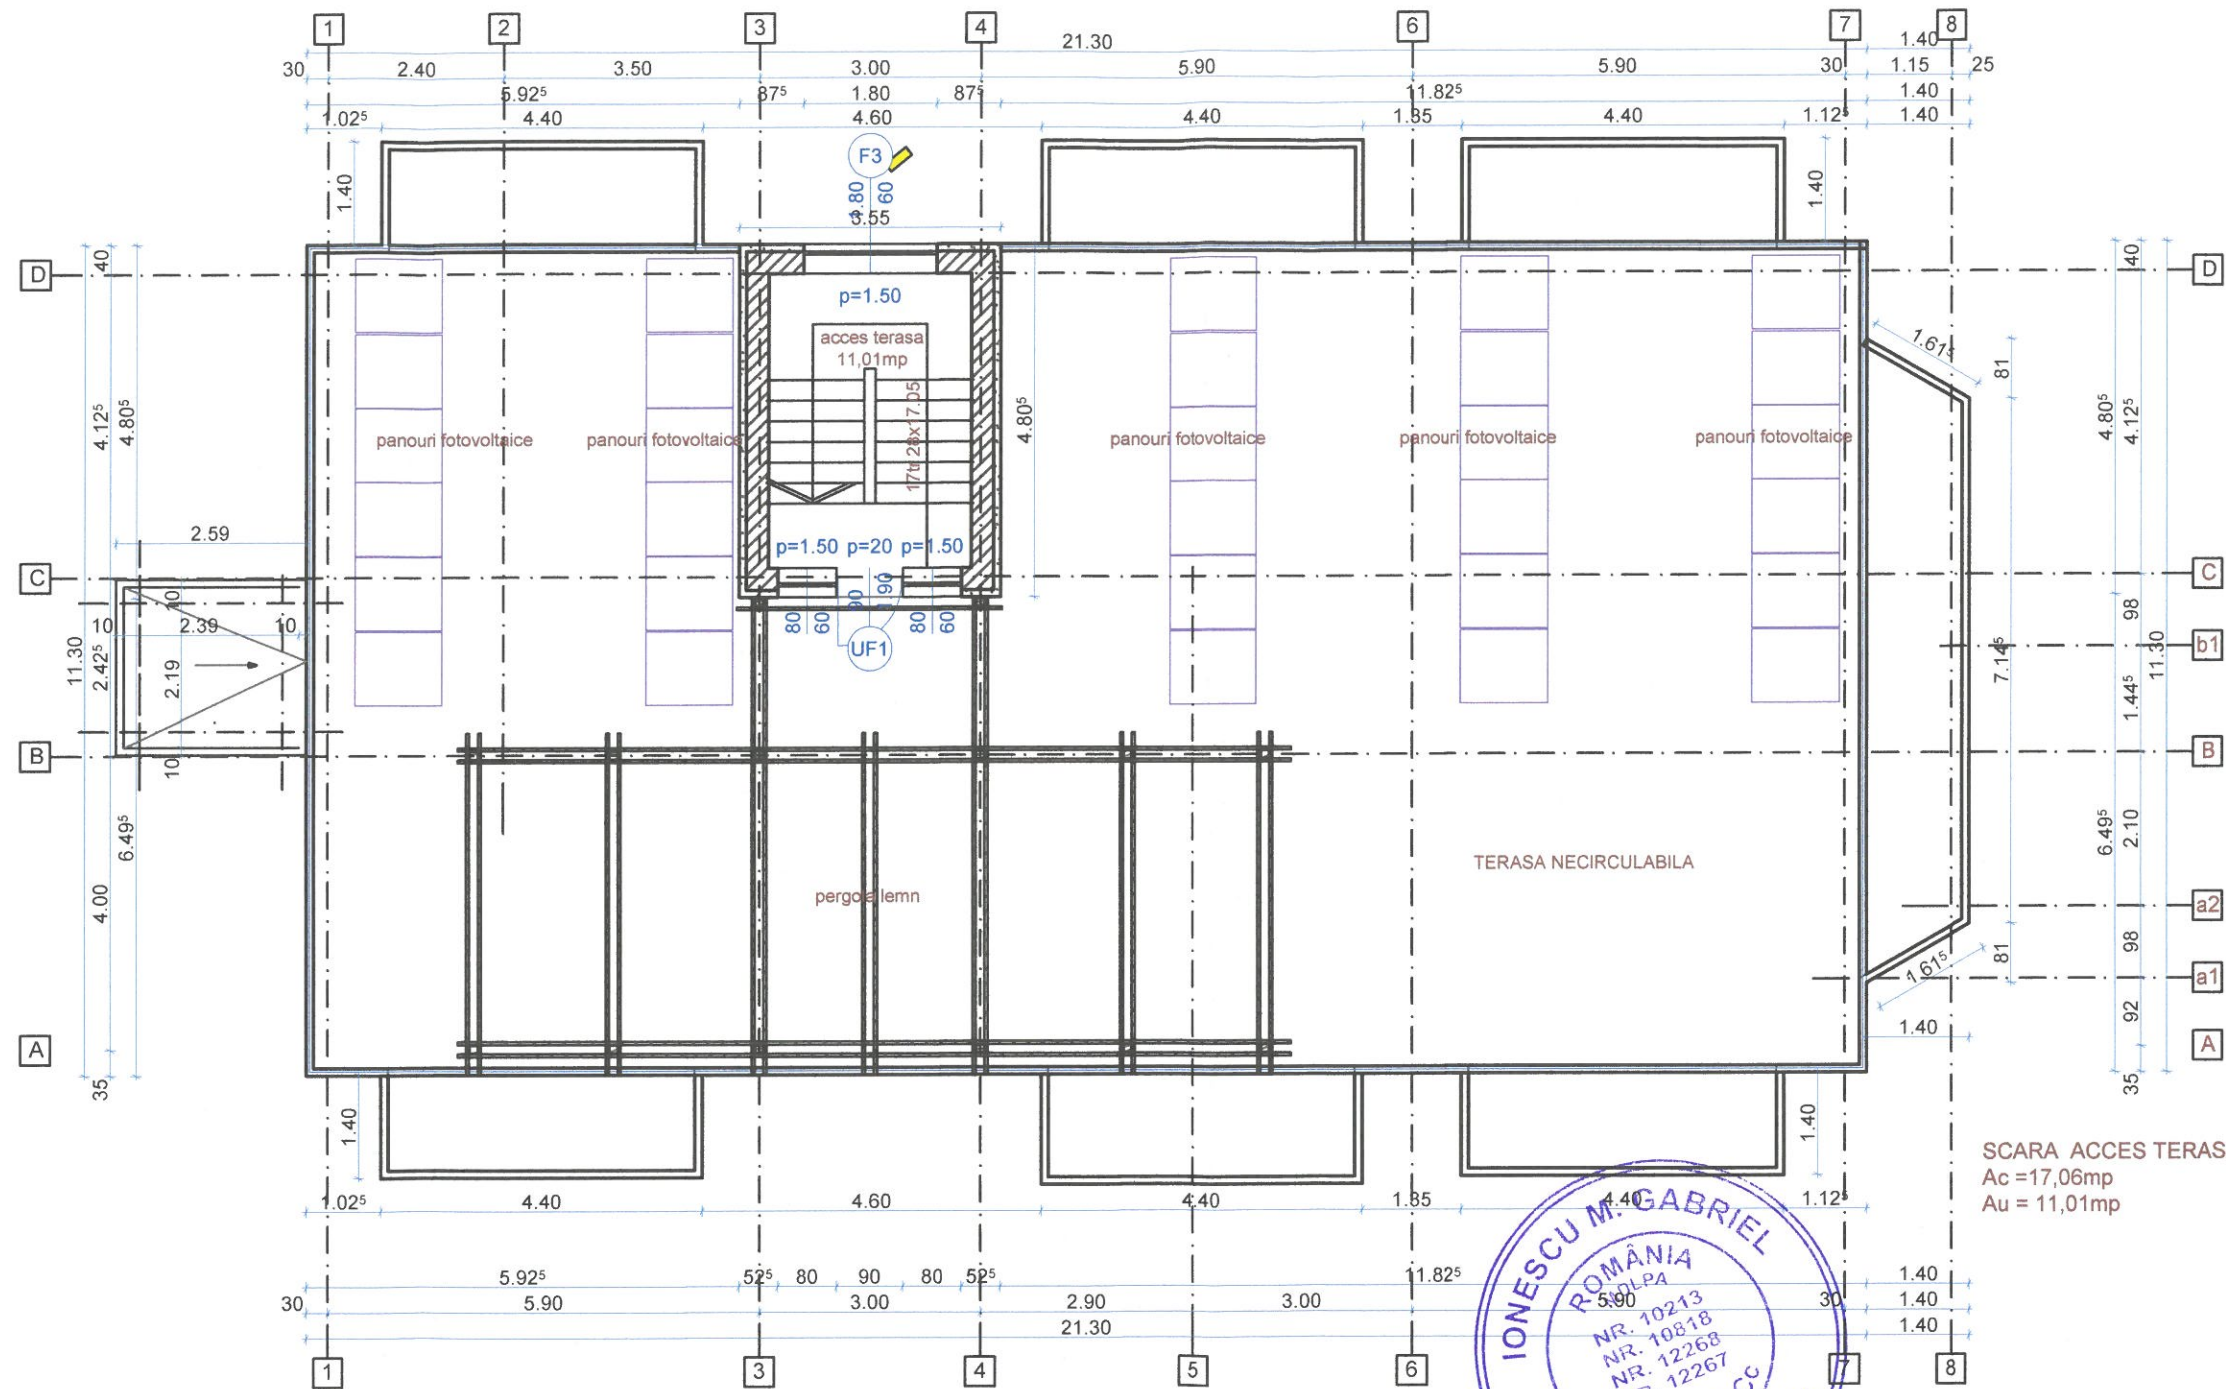 1 2 3 4 6 7 8
21.30 1.40
30 2.40 3.50 3.00 5.90 5.90 30 1.15 25
5.92⁵ 87⁵ 1.80 87⁵ 11.82⁵ 1.40
1.02⁵ 4.40 4.60 4.40 1.35 4.40 1.12⁵ 1.40
F3
1.40
1.80
60
1.40
3.55
40
D
40
D
p=1.50
acces terasa
11,01mp
17tr.28x17.05
1.61⁵
81
4.12⁵
4.80⁵
4.80⁵
4.80⁵
4.12⁵
panouri fotovoltaice panouri fotovoltaice panouri fotovoltaice panouri fotovoltaice panouri fotovoltaice
2.59
p=1.50 p=20 p=1.50
C
C
10
90
1.90
98
10 2.39 10
80
60
80
60
UF1
b1
11.30
2.42⁵
2.19
7.14⁵
11.30
1.44⁵
B
10
B
6.49⁵
6.49⁵
2.10
TERASA NECIRCULABILA
4.00
pergola lemn
a2
98
81
1.61⁵
a1
92
1.40
A
A
35
35
1.40
1.40
SCARA ACCES TERAS
Ac =17,06mp
Au = 11,01mp
1.02⁵ 4.40 4.60 4.40 1.35 4.40 1.12⁵
IONESCU M. GABRIEL
ROMÂNIA
MDLPA
NR. 10213
NR. 10818
NR. 12268
12267
5.92⁵ 52⁵ 80 90 80 52⁵ 11.82⁵ 1.40
30 5.90 3.00 2.90 3.00 5.90 30 1.40
21.30 1.40
1 3 4 5 6 7 8